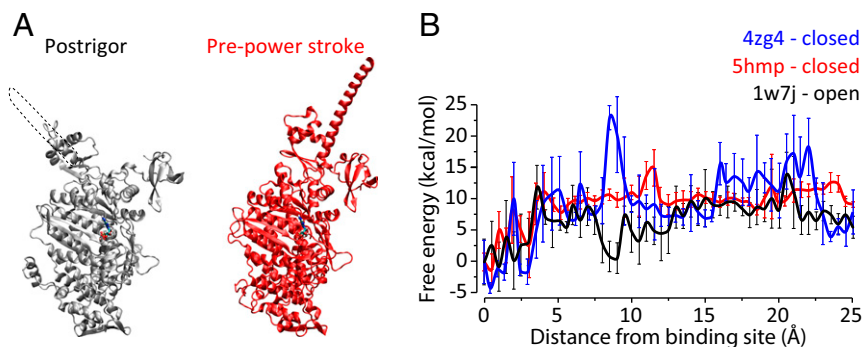 A
Postrigor
Pre-power stroke
B
4zg4 - closed
5hmp - closed
1w7j - open
Free energy (kcal/mol)
25
20
15
10
5
0
-5
0 5 10 15 20 25
Distance from binding site (Å)